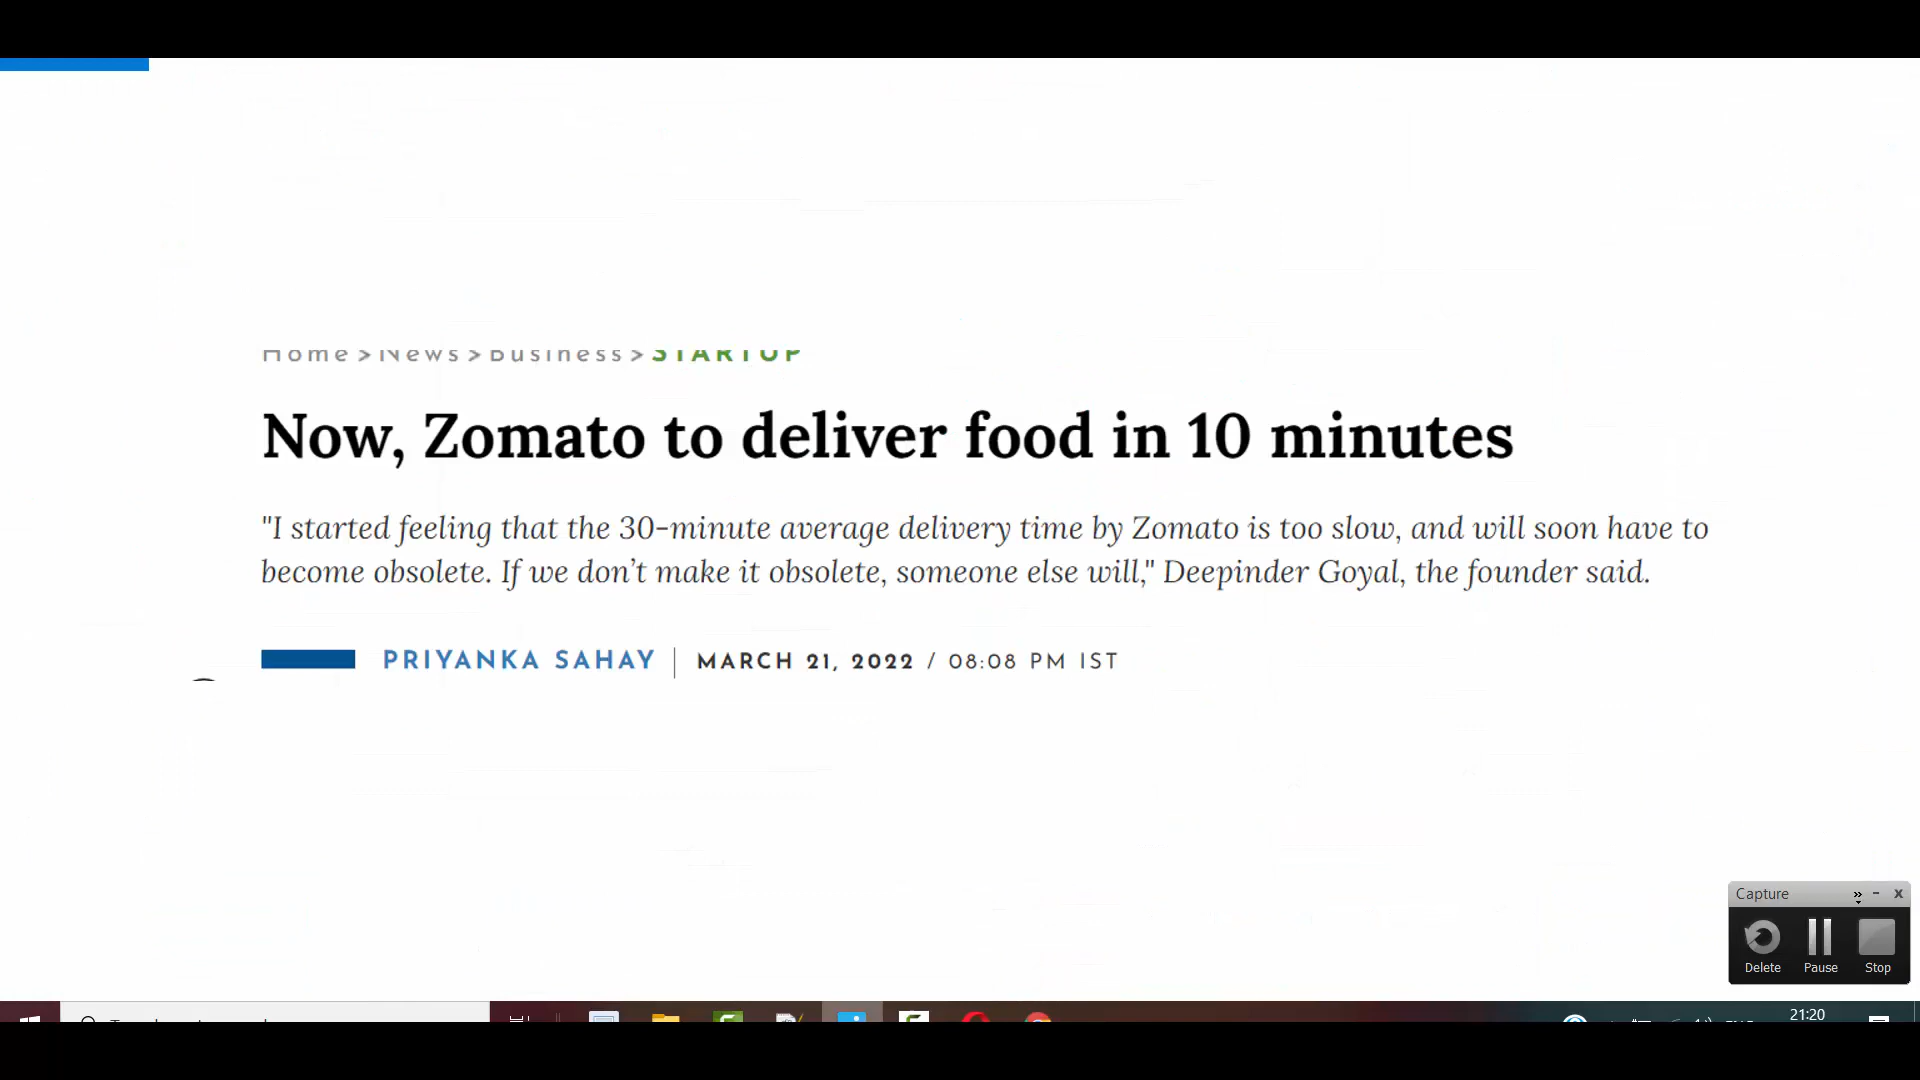 Home > News > Business > STARTUP
Now, Zomato to deliver food in 10 minutes
"I started feeling that the 30-minute average delivery time by Zomato is too slow, and will soon have to
become obsolete. If we don’t make it obsolete, someone else will," Deepinder Goyal, the founder said.
PRIYANKA SAHAY | MARCH 21, 2022 / 08:08 PM IST
Capture
Delete Pause Stop
21:20